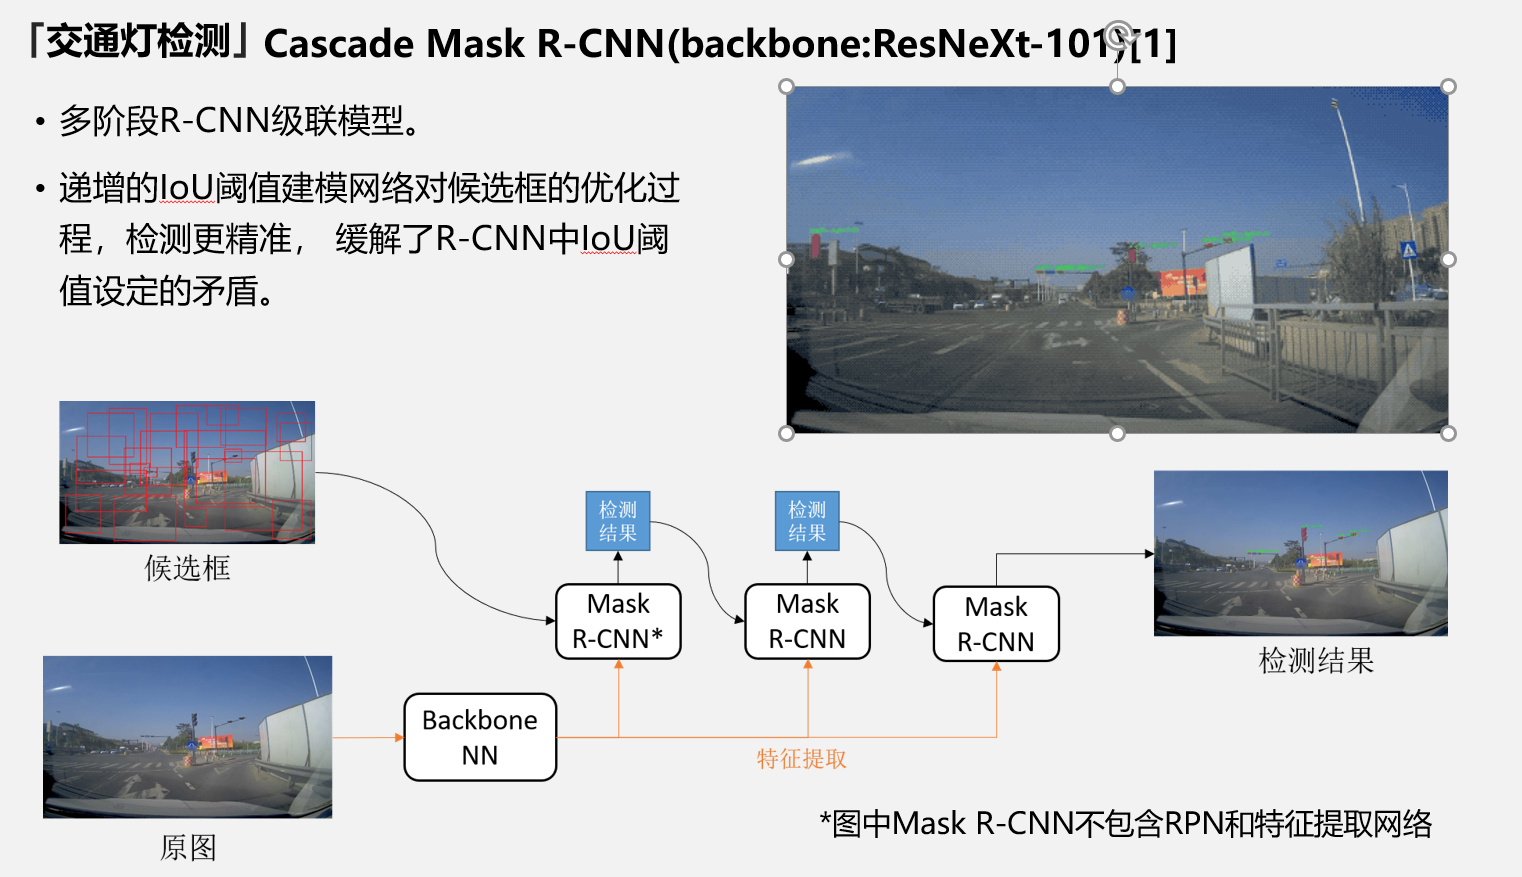 「交通灯检测」Cascade Mask R-CNN(backbone:ResNeXt-101)[1]
• 多阶段R-CNN级联模型。
• 递增的IoU阈值建模网络对候选框的优化过
程，检测更精准， 缓解了R-CNN中IoU阈
值设定的矛盾。
候选框
检测
结果
检测
结果
Mask
R-CNN*
Mask
R-CNN
Mask
R-CNN
检测结果
Backbone
NN
特征提取
原图
*图中Mask R-CNN不包含RPN和特征提取网络